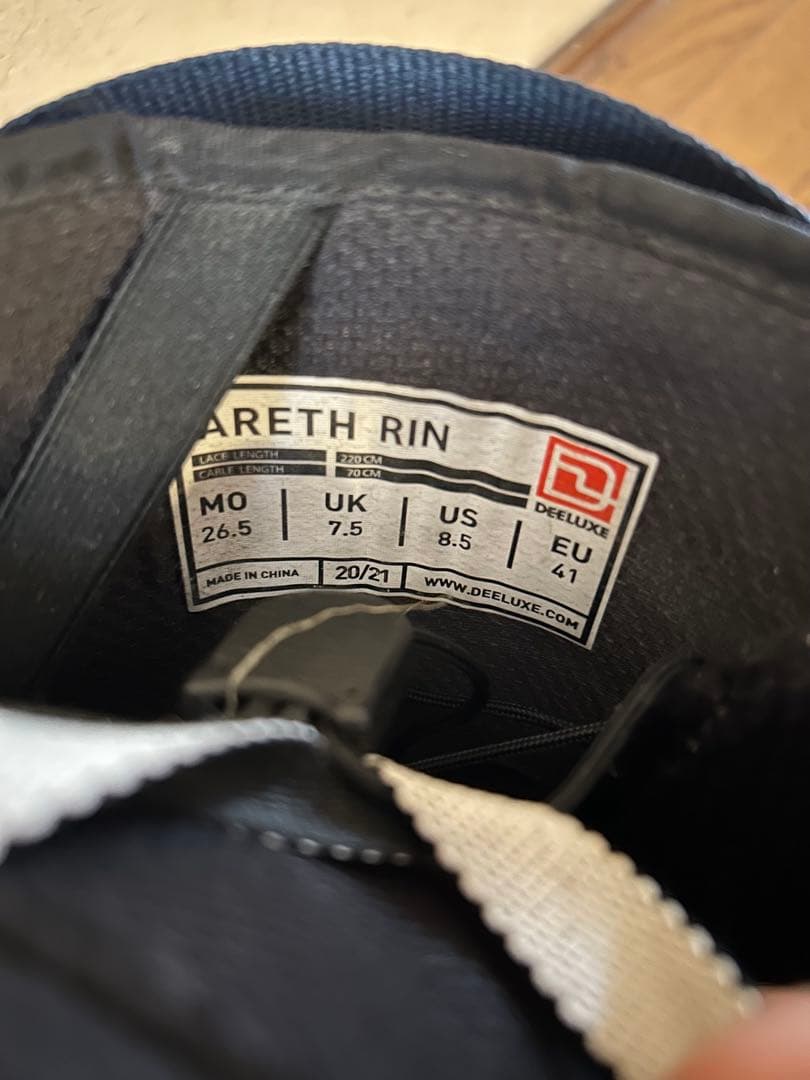 ARETH RIN
LACE LENGTH 220 CM
CABLE LENGTH 70 CM
DEELUXE
MO UK US EU
26.5 7.5 8.5 41
MADE IN CHINA 20/21 WWW.DEELUXE.COM